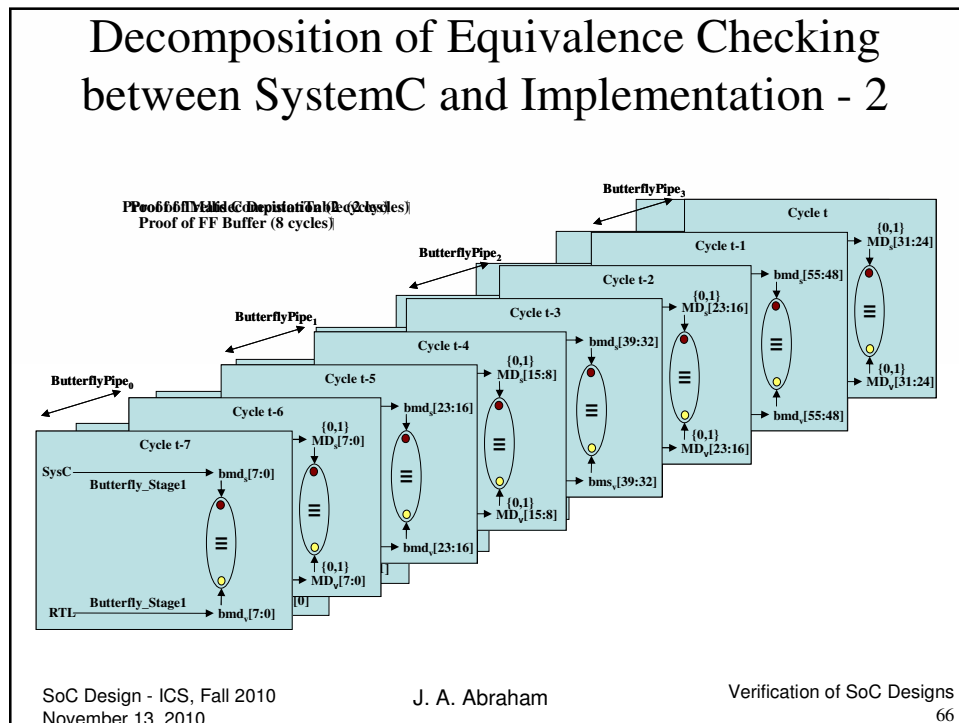 Decomposition of Equivalence Checking
between SystemC and Implementation - 2
Proof of FF Buffer (8 cycles)
ButterflyPipe3
Cycle t
{0,1}
MDs[31:24]
{0,1}
MDv[31:24]
Cycle t-1
bmds[55:48]
bmdv[55:48]
ButterflyPipe2
Cycle t-2
{0,1}
MDs[23:16]
{0,1}
MDv[23:16]
Cycle t-3
bmds[39:32]
bmsv[39:32]
ButterflyPipe1
Cycle t-4
{0,1}
MDs[15:8]
{0,1}
MDv[15:8]
Cycle t-5
bmds[23:16]
bmdv[23:16]
ButterflyPipe0
Cycle t-6
{0,1}
MDs[7:0]
{0,1}
MDv[7:0]
Cycle t-7
SysC
bmds[7:0]
Butterfly_Stage1
≡
Butterfly_Stage1
RTL
bmdv[7:0]
[0]
SoC Design - ICS, Fall 2010
November 13, 2010
J. A. Abraham
Verification of SoC Designs
66